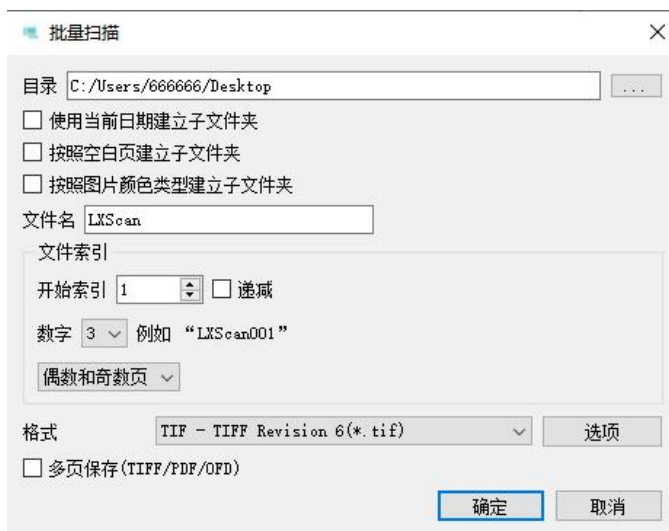 批量扫描
目录 C:/Users/666666/Desktop ...
使用当前日期建立子文件夹
按照空白页建立子文件夹
按照图片颜色类型建立子文件夹
文件名 LXScan
文件索引
开始索引 1 递减
数字 3 例如 “LXScan001”
偶数和奇数页
格式 TIF - TIFF Revision 6(*.tif) 选项
多页保存(TIFF/PDF/OFD)
确定 取消